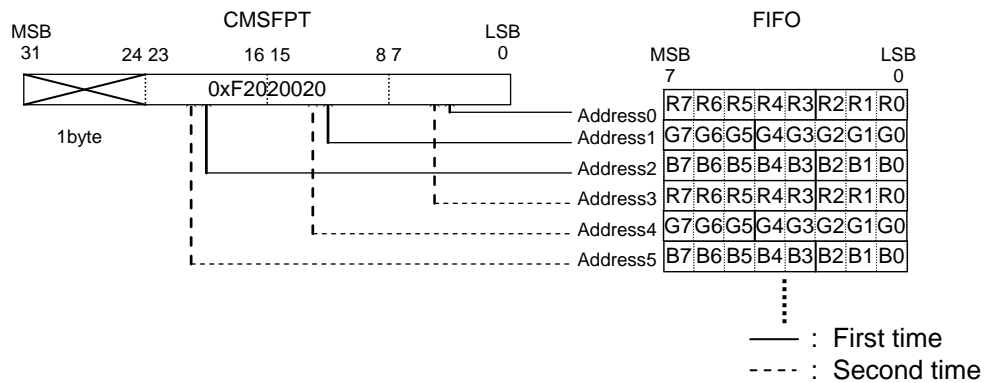 CMSFPT
FIFO
MSB
LSB
31
24 23
16 15
8 7
0
MSB
LSB
7
0
0xF2020020
1byte
Address0
R7 R6 R5 R4 R3 R2 R1 R0
Address1
G7 G6 G5 G4 G3 G2 G1 G0
Address2
B7 B6 B5 B4 B3 B2 B1 B0
Address3
R7 R6 R5 R4 R3 R2 R1 R0
Address4
G7 G6 G5 G4 G3 G2 G1 G0
Address5
B7 B6 B5 B4 B3 B2 B1 B0
: First time
: Second time